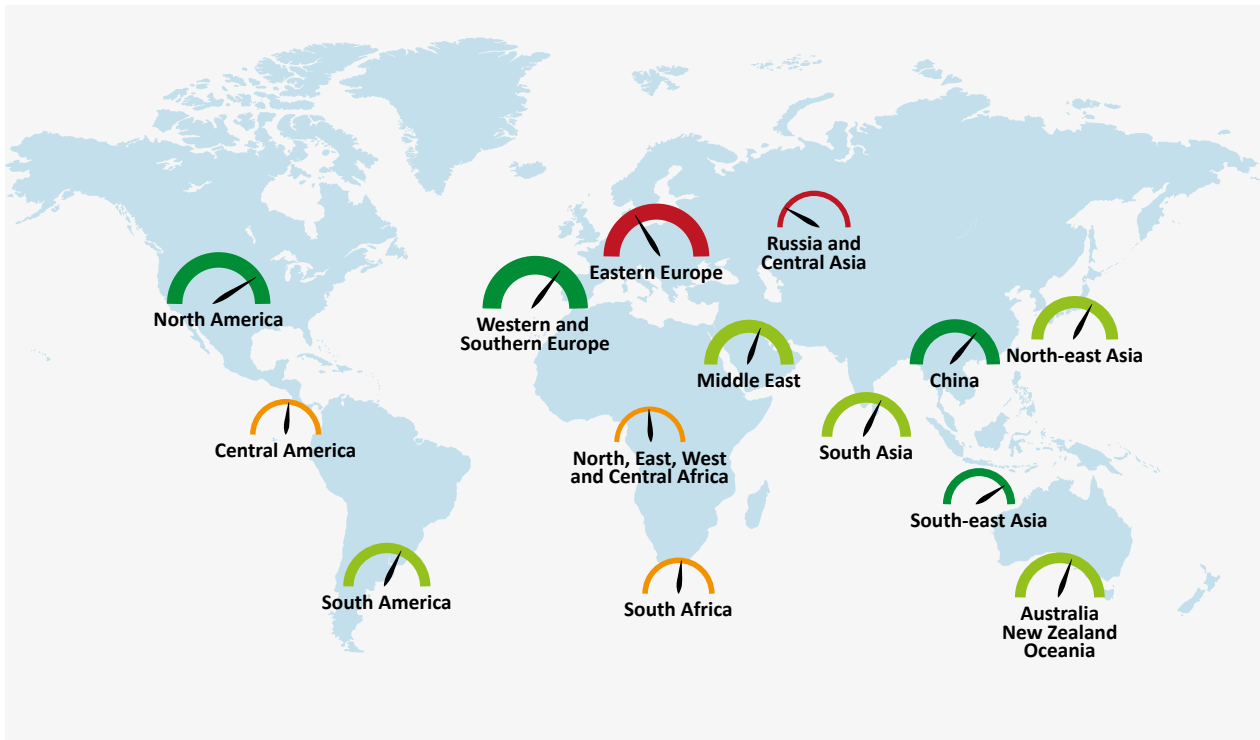 Russia and
Central Asia
Eastern Europe
North America
Western and
Southern Europe
North-east Asia
Middle East
China
Central America
South Asia
North, East, West
and Central Africa
South-east Asia
South America
South Africa
Australia
New Zealand
Oceania